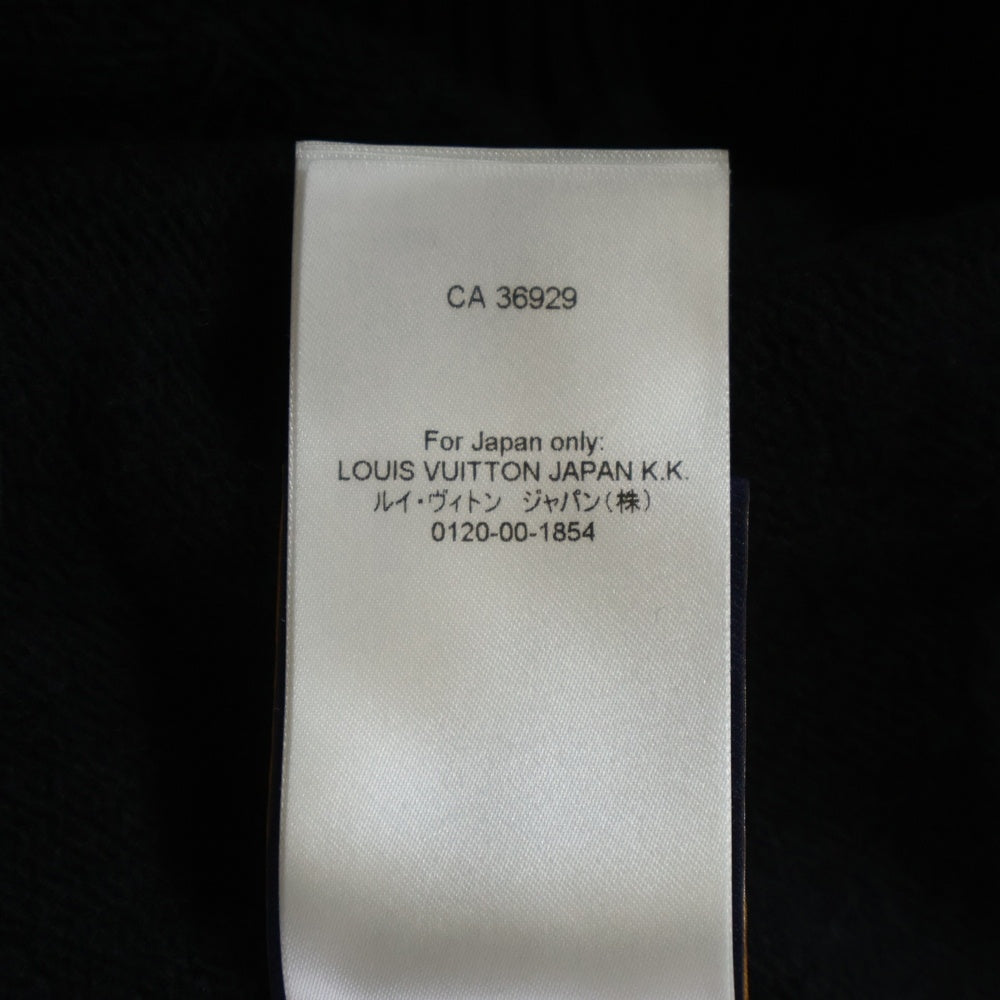 CA 36929
For Japan only:
LOUIS VUITTON JAPAN K.K.
ルイ・ヴィトン　ジャパン(株)
0120-00-1854